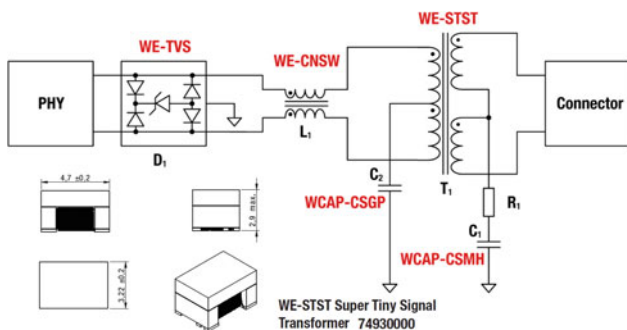 WE-STST
WE-TVS
WE-CNSW
PHY
Connector
L1
D1
4,7 ±0,2
2,9 max.
C2
T1
R1
WCAP-CSGP
C1
WCAP-CSMH
3,22 ±0,2
WE-STST Super Tiny Signal
Transformer 74930000